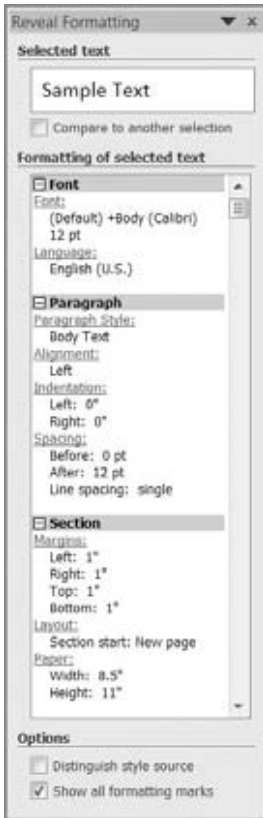 Reveal Formatting
Selected text
Sample Text
Compare to another selection
Formatting of selected text
Font
Font:
(Default) +Body (Calibri)
12 pt
Language:
English (U.S.)
Paragraph
Paragraph Style:
Body Text
Alignment:
Left
Indentation:
Left: 0"
Right: 0"
Spacing:
Before: 0 pt
After: 12 pt
Line spacing: single
Section
Margins:
Left: 1"
Right: 1"
Top: 1"
Bottom: 1"
Layout:
Section start: New page
Paper:
Width: 8.5"
Height: 11"
Options
Distinguish style source
Show all formatting marks